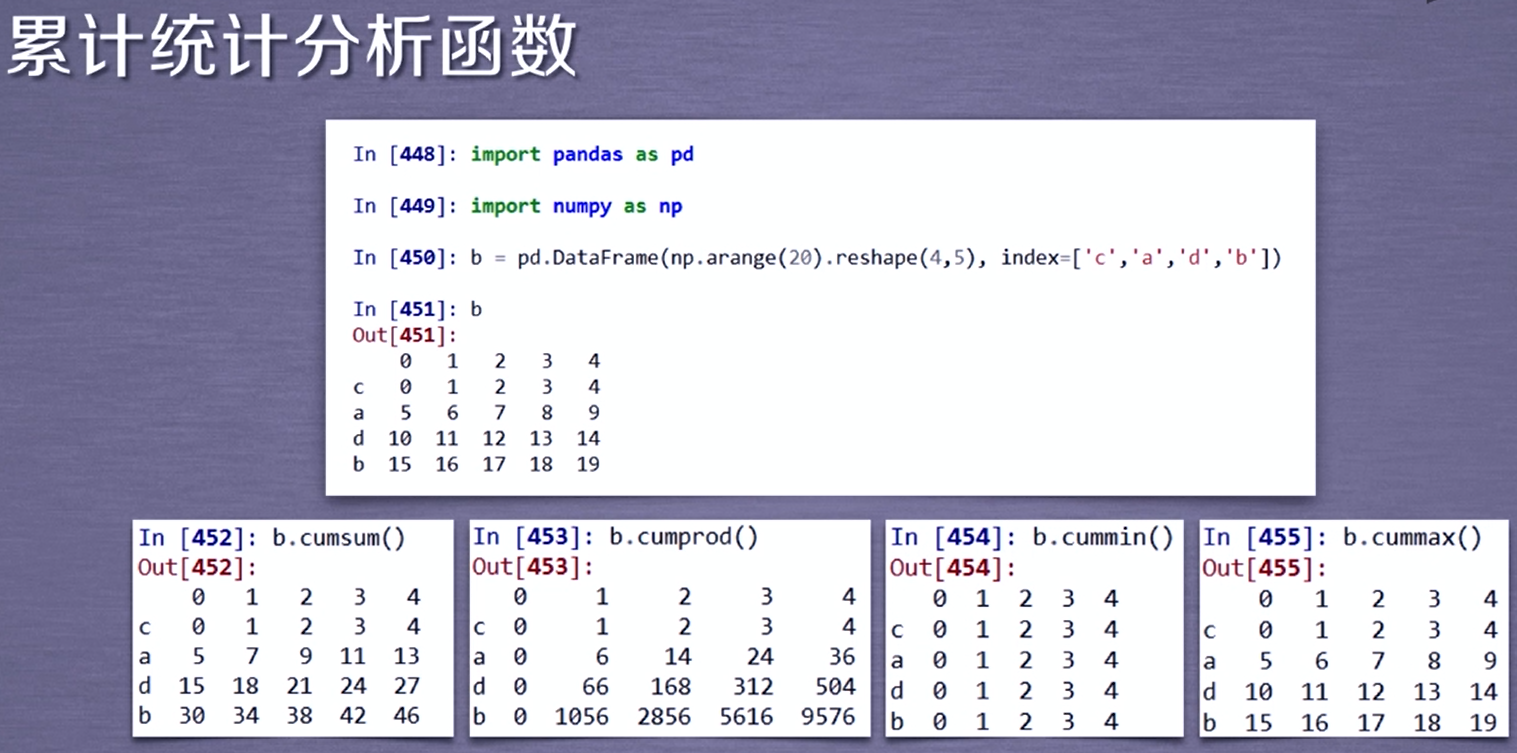 累计统计分析函数
In [448]: import pandas as pd
In [449]: import numpy as np
In [450]: b = pd.DataFrame(np.arange(20).reshape(4,5), index=['c','a','d','b'])
In [451]: b
Out[451]:
0 1 2 3 4
c 0 1 2 3 4
a 5 6 7 8 9
d 10 11 12 13 14
b 15 16 17 18 19
In [452]: b.cumsum()
Out[452]:
0 1 2 3 4
c 0 1 2 3 4
a 5 7 9 11 13
d 15 18 21 24 27
b 30 34 38 42 46
In [453]: b.cumprod()
Out[453]:
0 1 2 3 4
c 0 1 2 3 4
a 0 6 14 24 36
d 0 66 168 312 504
b 0 1056 2856 5616 9576
In [454]: b.cummin()
Out[454]:
0 1 2 3 4
c 0 1 2 3 4
a 0 1 2 3 4
d 0 1 2 3 4
b 0 1 2 3 4
In [455]: b.cummax()
Out[455]:
0 1 2 3 4
c 0 1 2 3 4
a 5 6 7 8 9
d 10 11 12 13 14
b 15 16 17 18 19